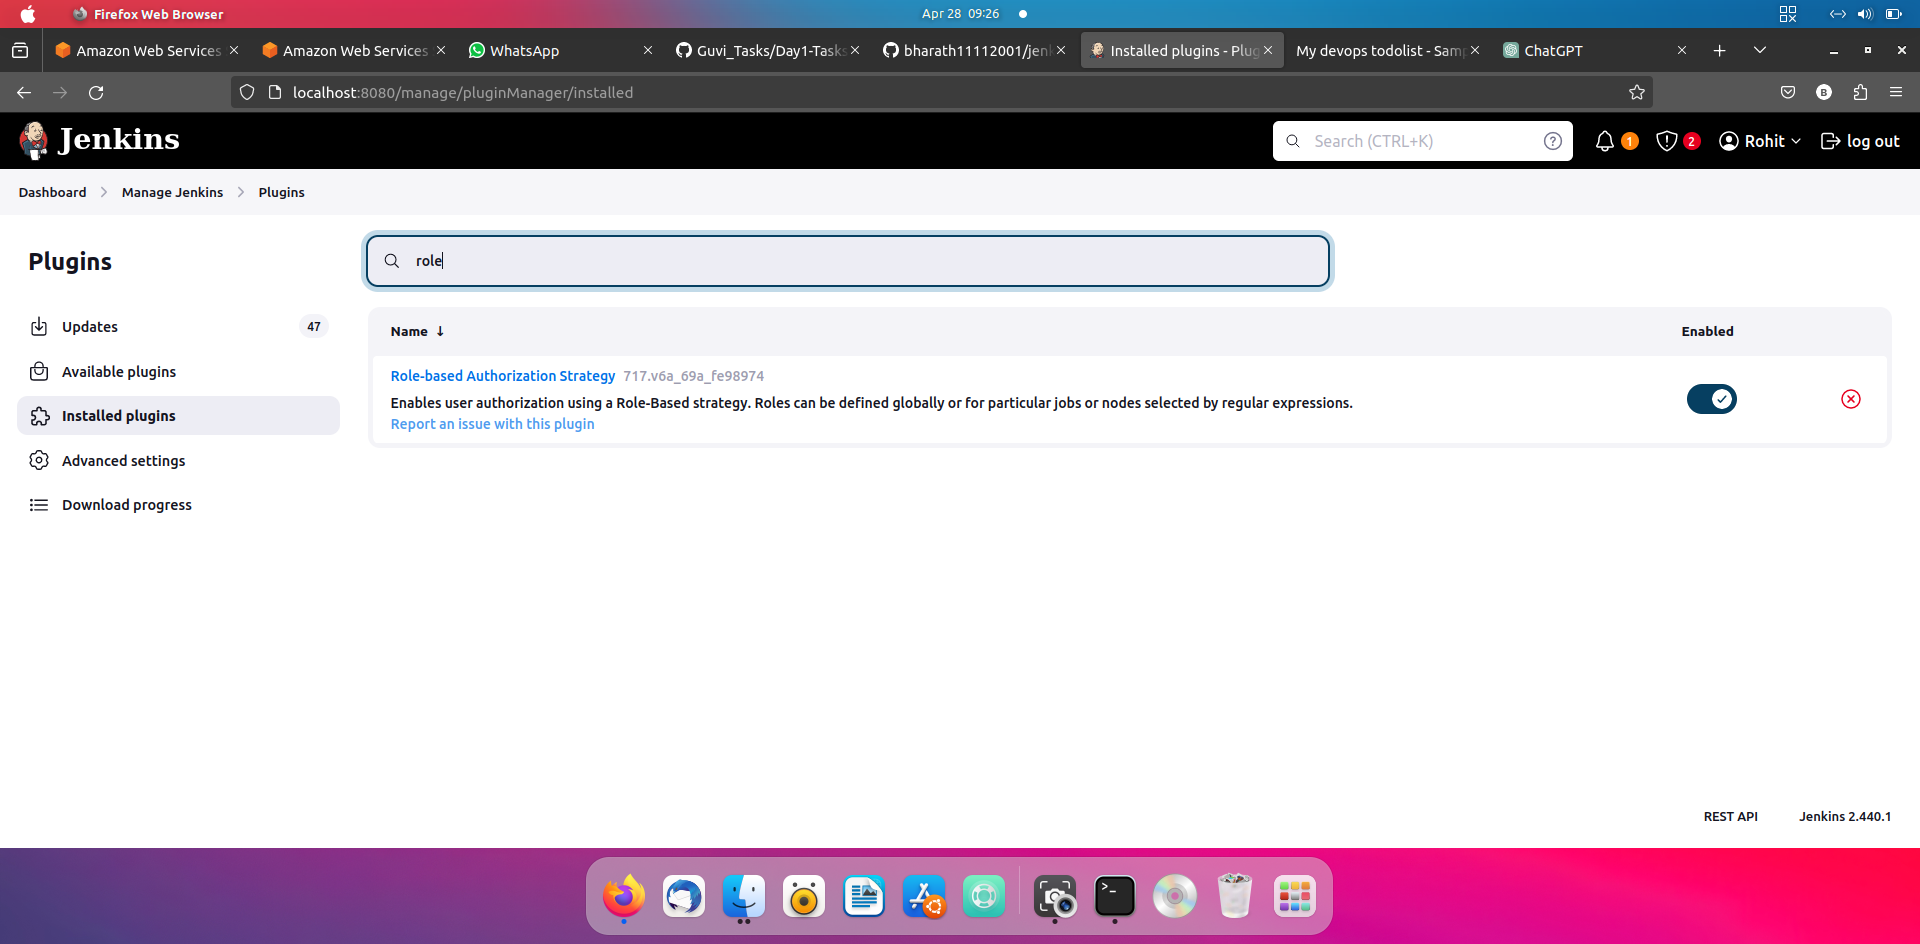 Firefox Web Browser
Apr 28 09:26
Amazon Web Services
Amazon Web Services
WhatsApp
Guvi_Tasks/Day1-Tasks
bharath11112001/jen
Installed plugins - Plug
My devops todolist - Sam
ChatGPT
localhost:8080/manage/pluginManager/installed
B
Jenkins
Search (CTRL+K)
1
2
Rohit
log out
Dashboard
Manage Jenkins
Plugins
Plugins
role
Updates
47
Available plugins
Installed plugins
Advanced settings
Download progress
Name ↓
Enabled
Role-based Authorization Strategy 717.v6a_69a_fe98974
Enables user authorization using a Role-Based strategy. Roles can be defined globally or for particular jobs or nodes selected by regular expressions.
Report an issue with this plugin
REST API
Jenkins 2.440.1